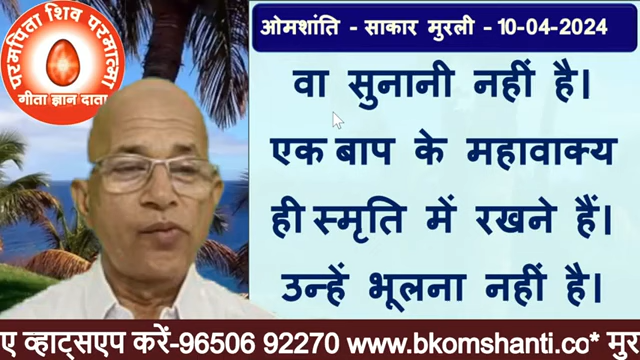 परमपिता शिव परमात्मा
गीता ज्ञान दाता
ओमशांति - साकार मुरली - 10-04-2024
वा सुनानी नहीं है।
एक बाप के महावाक्य
ही स्मृति में रखने हैं।
उन्हें भूलना नहीं है।
ए व्हाट्सएप करें-96506 92270 www.bkomshanti.co* मुर